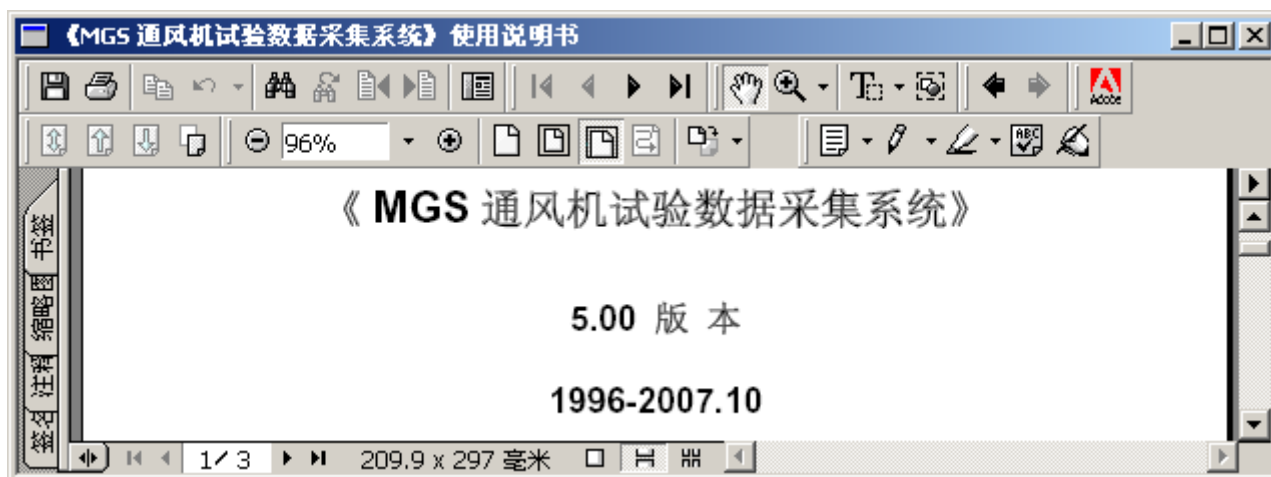 《MGS 通风机试验数据采集系统》使用说明书
Adobe
96%
ABC
《 MGS 通风机试验数据采集系统》
5.00 版 本
1996-2007.10
书签
缩略图
注释
签名
1/ 3
209.9 x 297 毫米